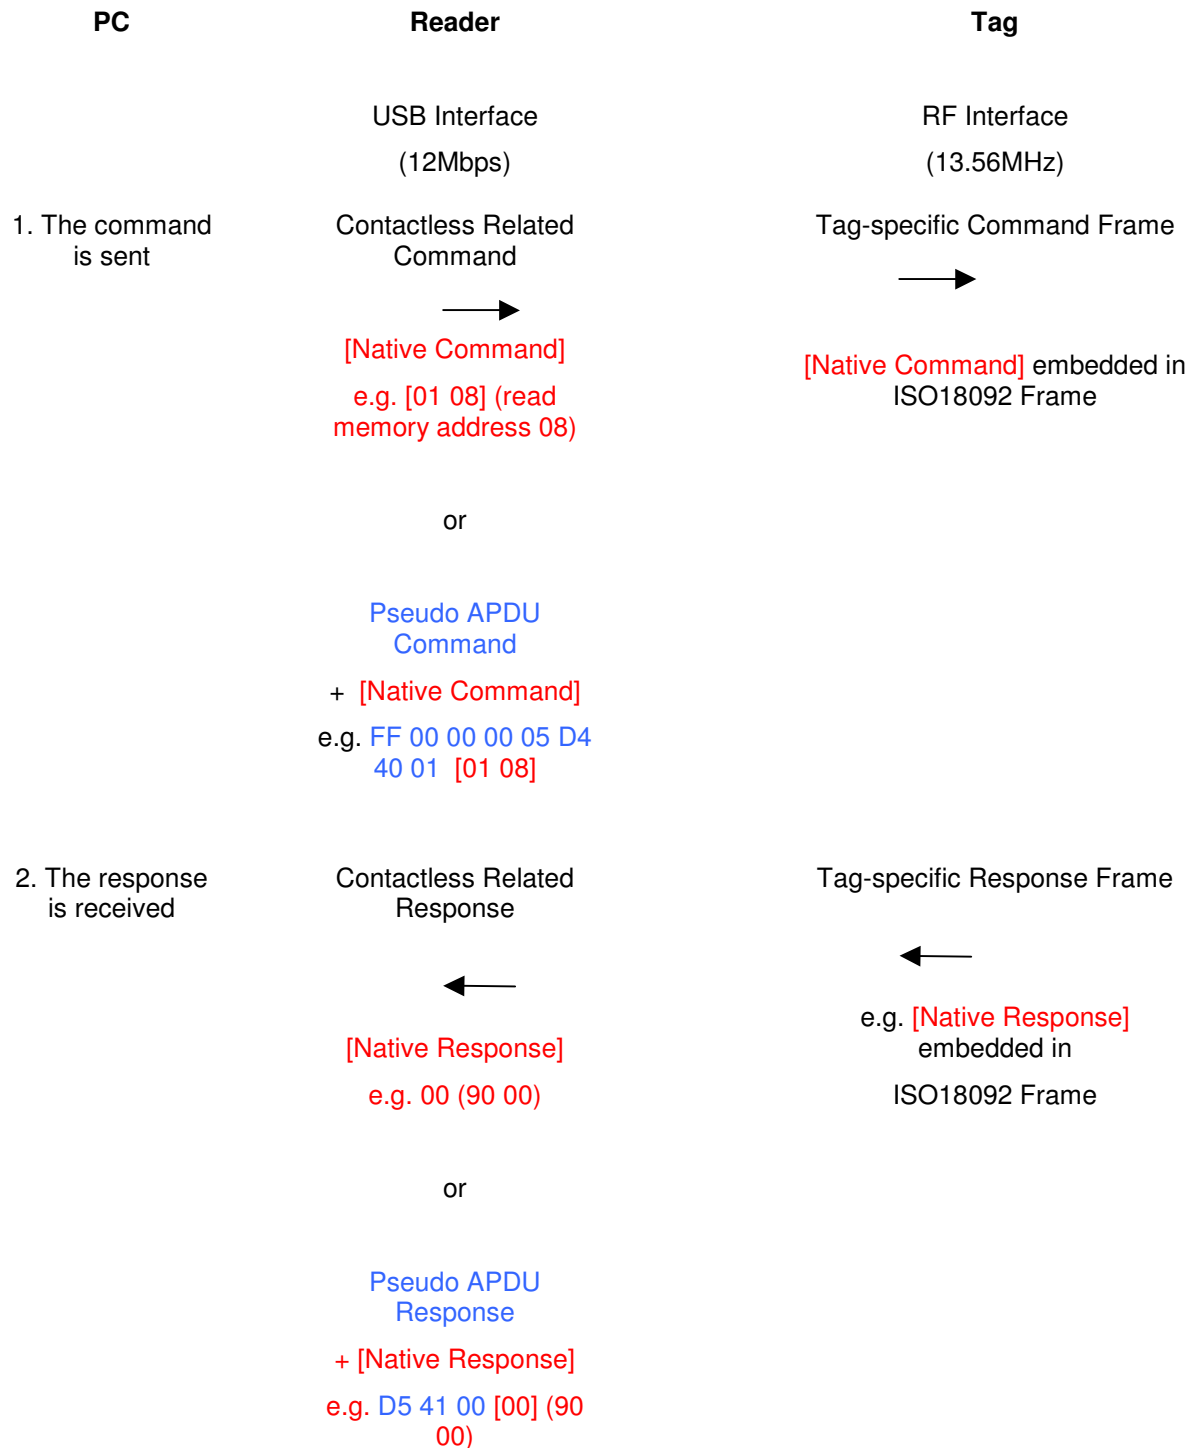 PC Reader Tag
USB Interface RF Interface
(12Mbps) (13.56MHz)
1. The command Contactless Related Tag-specific Command Frame
is sent Command
[Native Command]
[Native Command] embedded in
e.g. [01 08] (read ISO18092 Frame
memory address 08)
or
Pseudo APDU
Command
+ [Native Command]
e.g. FF 00 00 00 05 D4
40 01 [01 08]
2. The response Contactless Related Tag-specific Response Frame
is received Response
e.g. [Native Response]
[Native Response] embedded in
e.g. 00 (90 00) ISO18092 Frame
or
Pseudo APDU
Response
+ [Native Response]
e.g. D5 41 00 [00] (90
00)